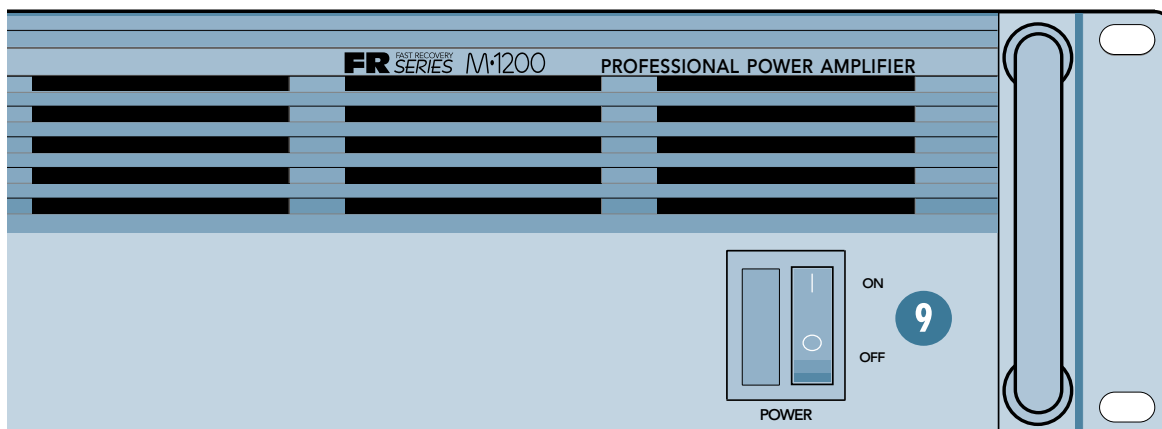 FR FAST RECOVERY SERIES M•1200 PROFESSIONAL POWER AMPLIFIER
ON
9
OFF
POWER